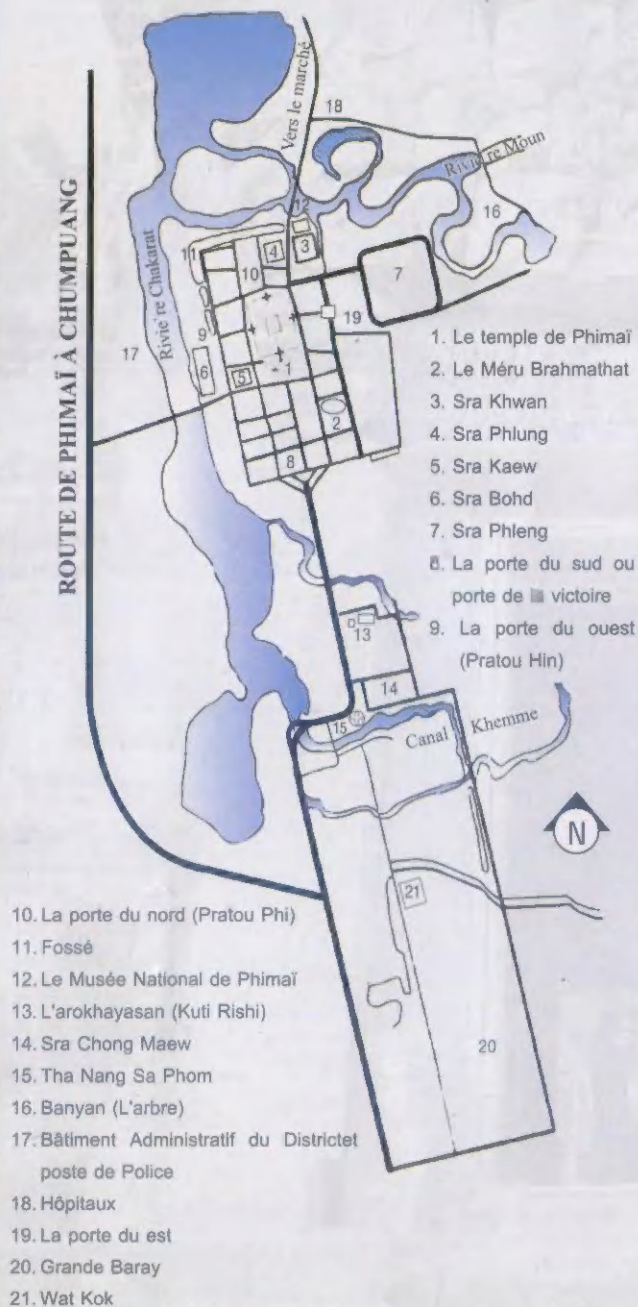 18
Vers le marché
Rivie're Moun
ROUTE DE PHIMAÏ À CHUMPUANG
12
16
11
4
3
10
7
Rivie're Chakarat
19
9
17
6
5
1
2
8
1. Le temple de Phimaï
2. Le Méru Brahmathat
3. Sra Khwan
4. Sra Phlung
5. Sra Kaew
6. Sra Bohd
7. Sra Phleng
8. La porte du sud ou
porte de la victoire
9. La porte du ouest
(Pratou Hin)
13
14
15
Canal Khemme
N
21
20
10. La porte du nord (Pratou Phi)
11. Fossé
12. Le Musée National de Phimaï
13. L'arokhayasan (Kuti Rishi)
14. Sra Chong Maew
15. Tha Nang Sa Phom
16. Banyan (L'arbre)
17. Bâtiment Administratif du Districtet
poste de Police
18. Hôpitaux
19. La porte du est
20. Grande Baray
21. Wat Kok